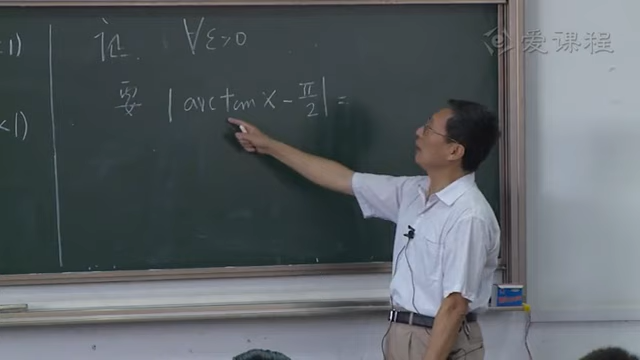 <1)
<1)
证 ∀ε>0
要 | arctan x - π/2 | =
爱课程